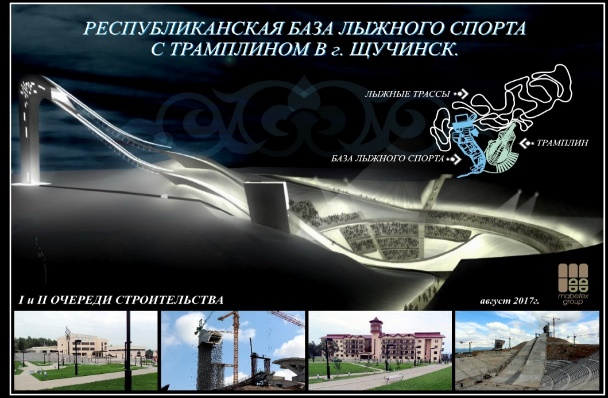 РЕСПУБЛИКАНСКАЯ БАЗА ЛЫЖНОГО СПОРТА
С ТРАМПЛИНОМ В г. ЩУЧИНСК.
ЛЫЖНЫЕ ТРАССЫ
ТРАМПЛИН
БАЗА ЛЫЖНОГО СПОРТА
mabetex
group
I и II ОЧЕРЕДИ СТРОИТЕЛЬСТВА
август 2017г.